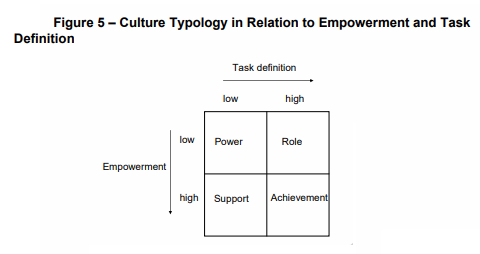 Figure 5 – Culture Typology in Relation to Empowerment and Task
Definition
Task definition
low high
low Power Role
Empowerment
high Support Achievement